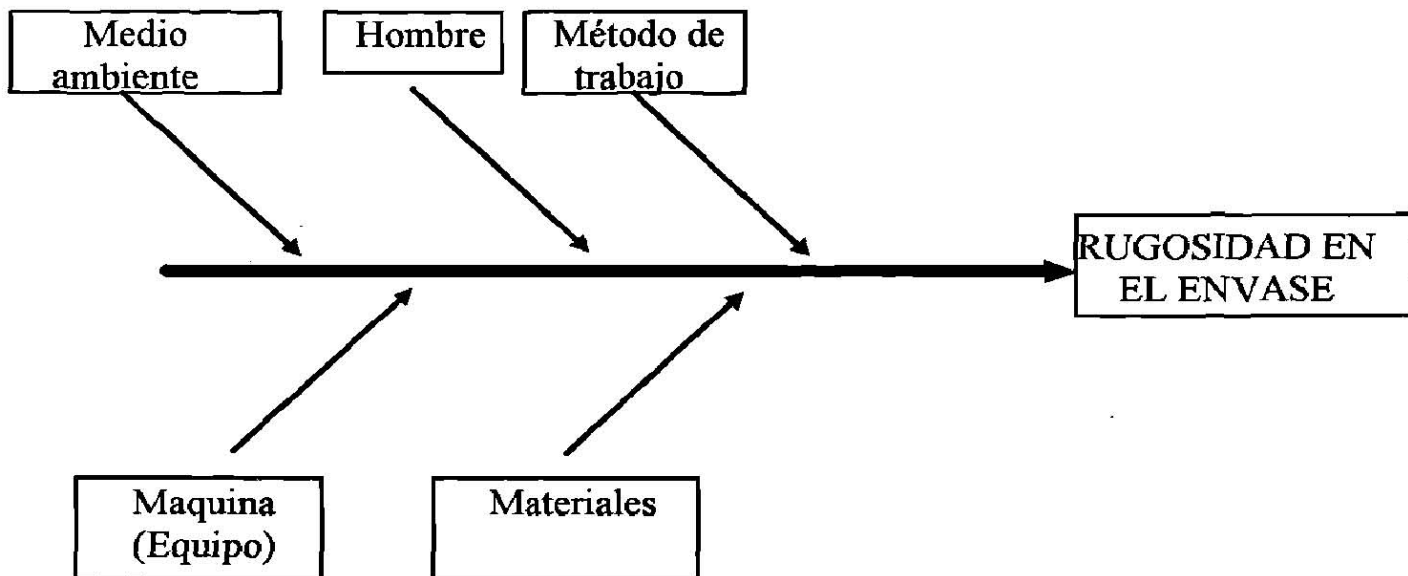 Medio
ambiente
Hombre
Método de
trabajo
RUGOSIDAD EN
EL ENVASE
Maquina
(Equipo)
Materiales